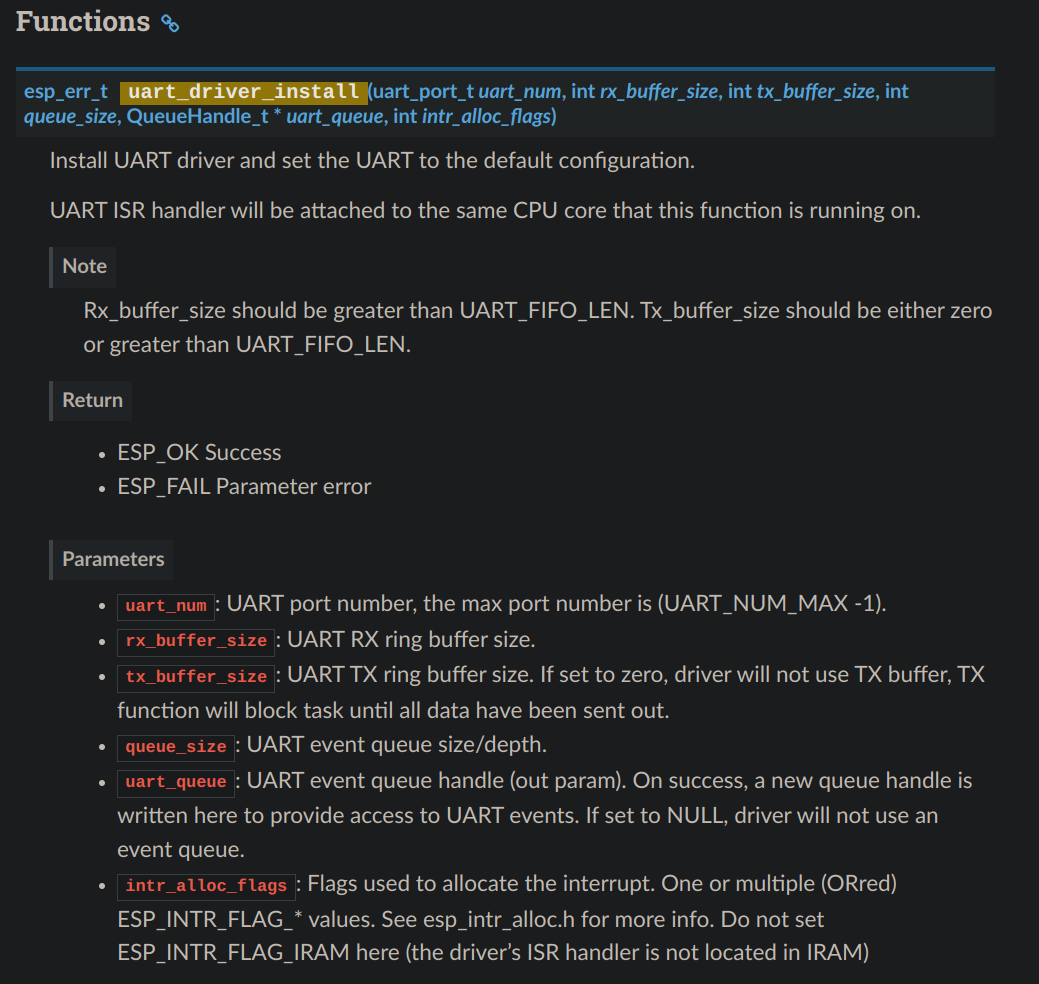 Functions
esp_err_t uart_driver_install(uart_port_t uart_num, int rx_buffer_size, int tx_buffer_size, int
queue_size, QueueHandle_t * uart_queue, int intr_alloc_flags)
Install UART driver and set the UART to the default configuration.
UART ISR handler will be attached to the same CPU core that this function is running on.
Note
Rx_buffer_size should be greater than UART_FIFO_LEN. Tx_buffer_size should be either zero
or greater than UART_FIFO_LEN.
Return
• ESP_OK Success
• ESP_FAIL Parameter error
Parameters
• uart_num : UART port number, the max port number is (UART_NUM_MAX -1).
• rx_buffer_size : UART RX ring buffer size.
• tx_buffer_size : UART TX ring buffer size. If set to zero, driver will not use TX buffer, TX
function will block task until all data have been sent out.
• queue_size : UART event queue size/depth.
• uart_queue : UART event queue handle (out param). On success, a new queue handle is
written here to provide access to UART events. If set to NULL, driver will not use an
event queue.
• intr_alloc_flags : Flags used to allocate the interrupt. One or multiple (ORred)
ESP_INTR_FLAG_* values. See esp_intr_alloc.h for more info. Do not set
ESP_INTR_FLAG_IRAM here (the driver’s ISR handler is not located in IRAM)